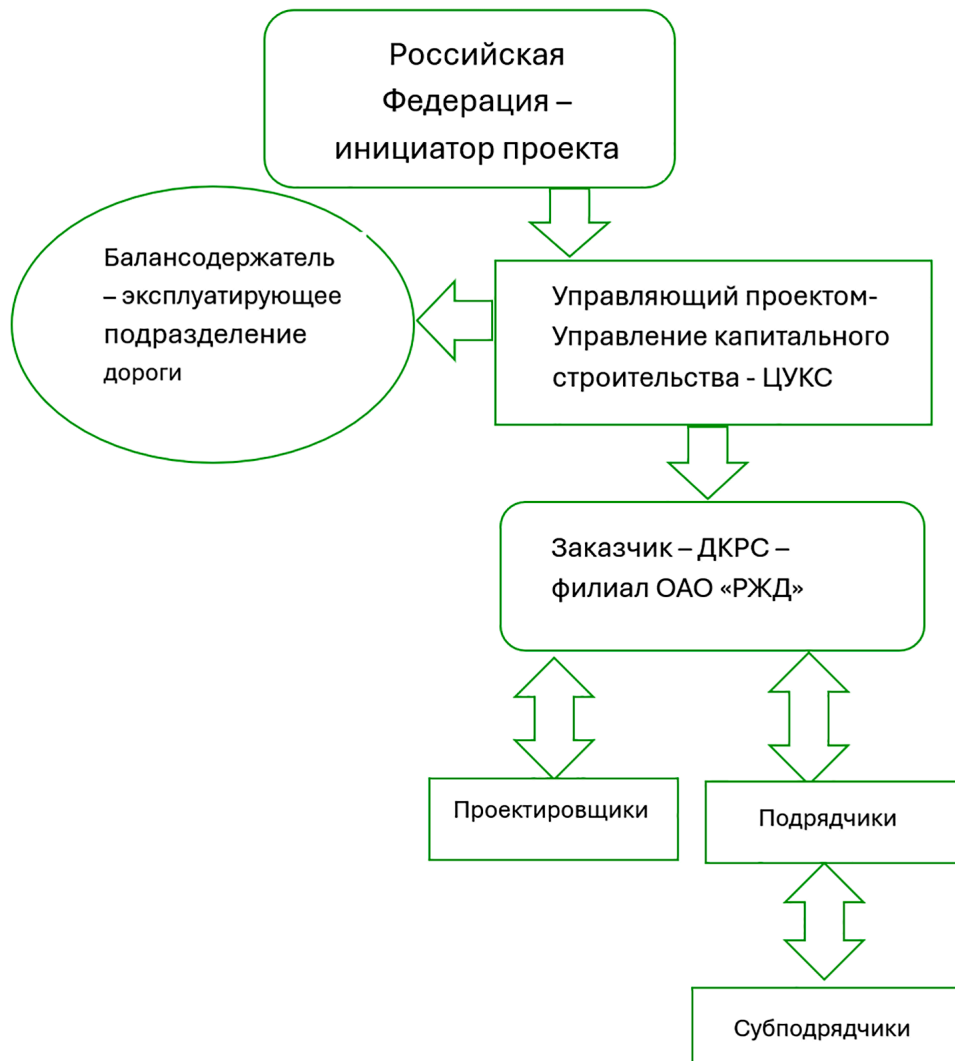 Российская
Федерация –
инициатор проекта
Балансодержатель
– эксплуатирующее
подразделение
дороги
Управляющий проектом-
Управление капитального
строительства - ЦУКС
Заказчик – ДКРС –
филиал ОАО «РЖД»
Проектировщики
Подрядчики
Субподрядчики